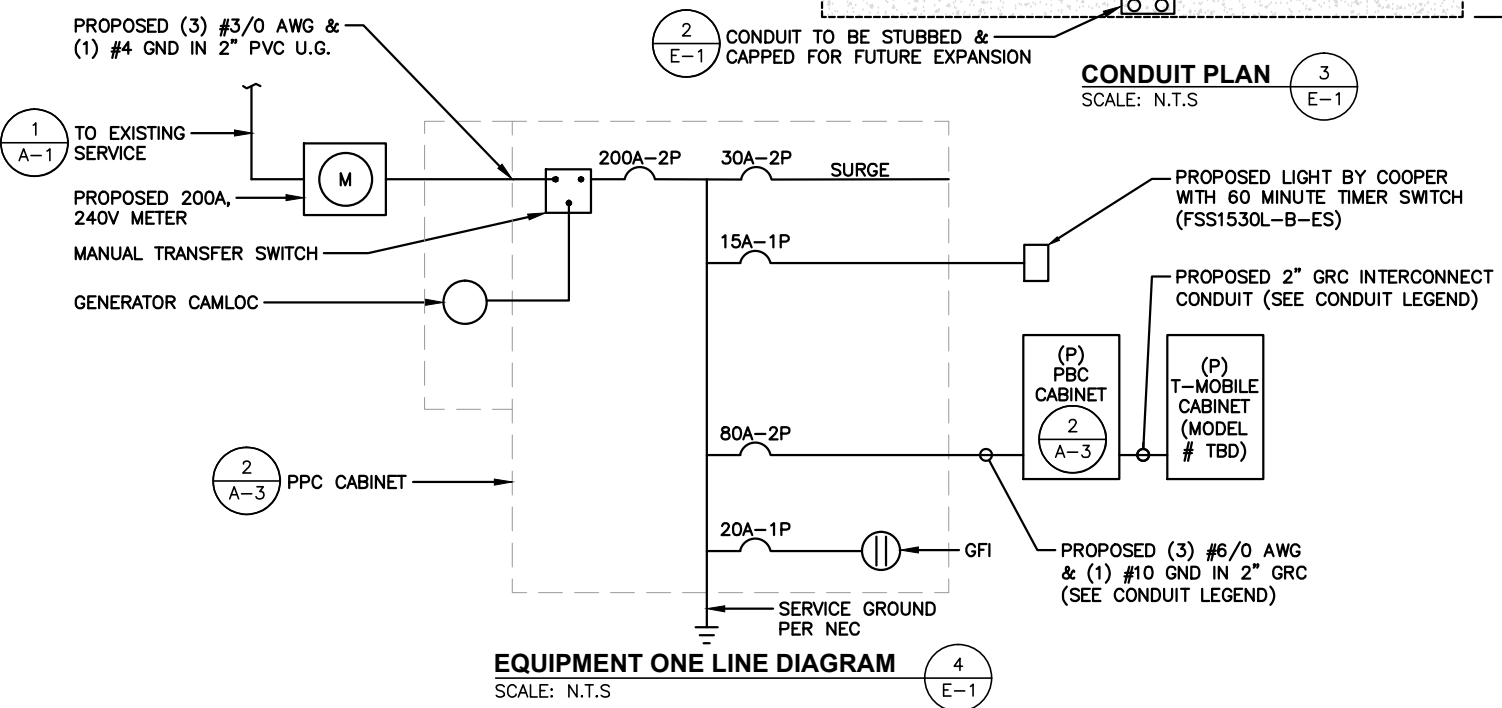 PROPOSED (3) #3/0 AWG &
(1) #4 GND IN 2" PVC U.G.
2
E-1
CONDUIT TO BE STUBBED &
CAPPED FOR FUTURE EXPANSION
CONDUIT PLAN
SCALE: N.T.S
3
E-1
1
A-1
TO EXISTING
SERVICE
M
PROPOSED 200A,
240V METER
MANUAL TRANSFER SWITCH
GENERATOR CAMLOC
200A-2P
30A-2P
SURGE
15A-1P
PROPOSED LIGHT BY COOPER
WITH 60 MINUTE TIMER SWITCH
(FSS1530L-B-ES)
PROPOSED 2" GRC INTERCONNECT
CONDUIT (SEE CONDUIT LEGEND)
(P)
PBC
CABINET
2
A-3
(P)
T-MOBILE
CABINET
(MODEL
# TBD)
80A-2P
2
A-3
PPC CABINET
20A-1P
GFI
PROPOSED (3) #6/0 AWG
& (1) #10 GND IN 2" GRC
(SEE CONDUIT LEGEND)
SERVICE GROUND
PER NEC
EQUIPMENT ONE LINE DIAGRAM
SCALE: N.T.S
4
E-1